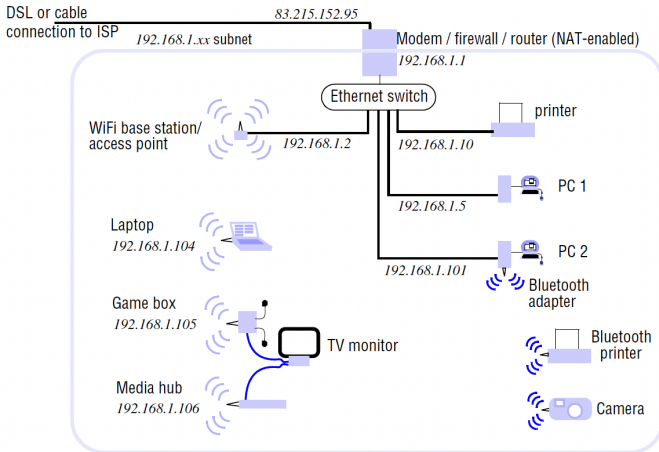 DSL or cable
connection to ISP
83.215.152.95
192.168.1.xx subnet
Modem / firewall / router (NAT-enabled)
192.168.1.1
Ethernet switch
printer
WiFi base station/
access point
192.168.1.2
192.168.1.10
PC 1
192.168.1.5
Laptop
192.168.1.104
PC 2
192.168.1.101
Bluetooth
adapter
Game box
192.168.1.105
TV monitor
Bluetooth
printer
Media hub
192.168.1.106
Camera